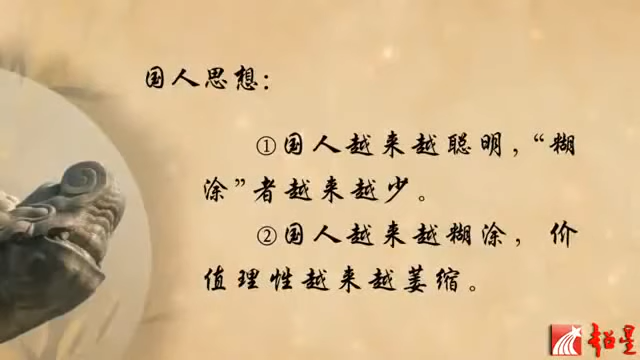 国人思想:
①国人越来越聪明,“糊
涂”者越来越少。
②国人越来越糊涂,价
值理性越来越萎缩。
超星